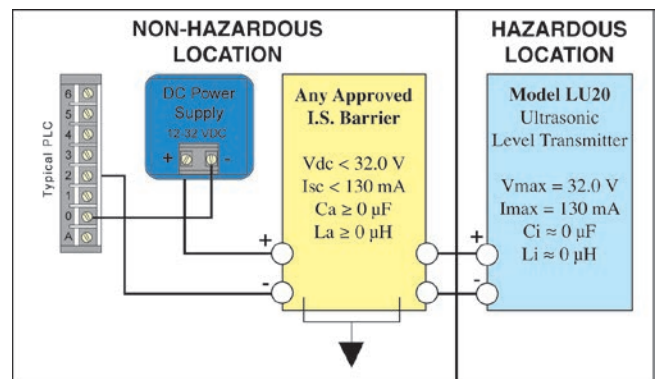 NON-HAZARDOUS
LOCATION
HAZARDOUS
LOCATION
Typical PLC
6
5
4
3
2
1
0
A
DC Power
Supply
12-32 VDC
+ -
Any Approved
I.S. Barrier
Vdc < 32.0 V
Isc < 130 mA
Ca ≥ 0 µF
La ≥ 0 µH
+
-
Model LU20
Ultrasonic
Level Transmitter
Vmax = 32.0 V
Imax = 130 mA
Ci ≈ 0 µF
Li ≈ 0 µH
+
-